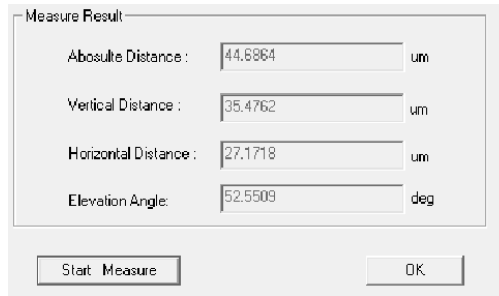 Measure Result
Abosulte Distance : 44.6864 um
Vertical Distance : 35.4762 um
Horizontal Distance : 27.1718 um
Elevation Angle: 52.5509 deg
Start Measure OK